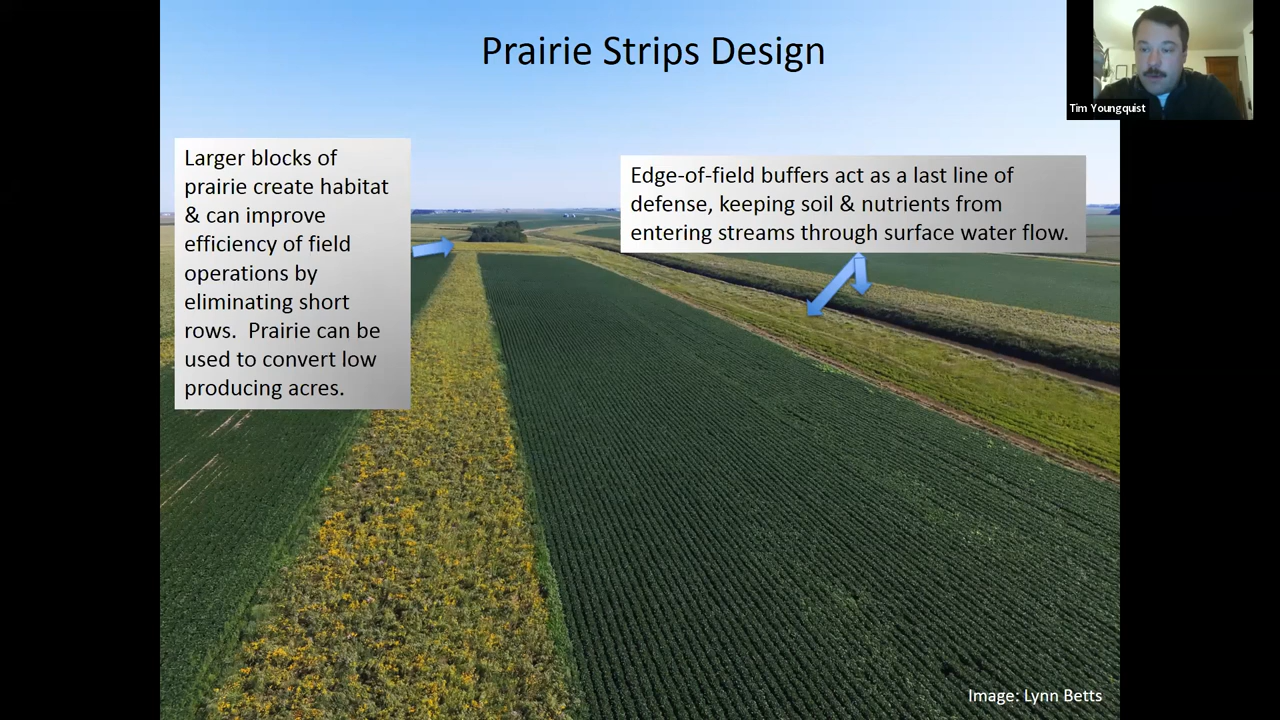 Prairie Strips Design
Tim Youngquist
Larger blocks of
prairie create habitat
& can improve
efficiency of field
operations by
eliminating short
rows.  Prairie can be
used to convert low
producing acres.
Edge-of-field buffers act as a last line of
defense, keeping soil & nutrients from
entering streams through surface water flow.
Image: Lynn Betts